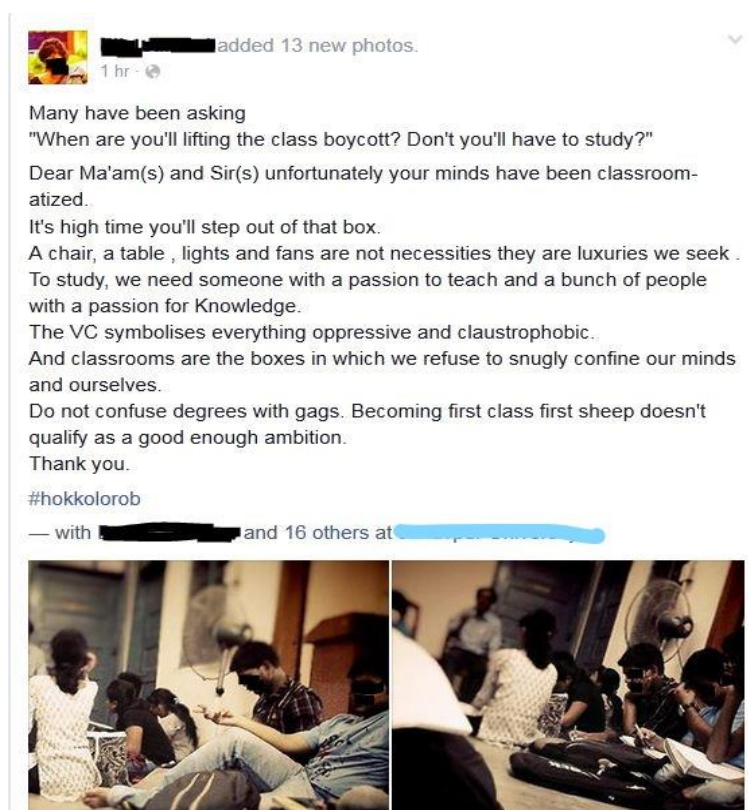 added 13 new photos.
1 hr ·
Many have been asking
"When are you'll lifting the class boycott? Don't you'll have to study?"
Dear Ma'am(s) and Sir(s) unfortunately your minds have been classroom-
atized.
It's high time you'll step out of that box.
A chair, a table , lights and fans are not necessities they are luxuries we seek .
To study, we need someone with a passion to teach and a bunch of people
with a passion for Knowledge.
The VC symbolises everything oppressive and claustrophobic.
And classrooms are the boxes in which we refuse to snugly confine our minds
and ourselves.
Do not confuse degrees with gags. Becoming first class first sheep doesn't
qualify as a good enough ambition.
Thank you.
#hokkolorob
— with and 16 others at